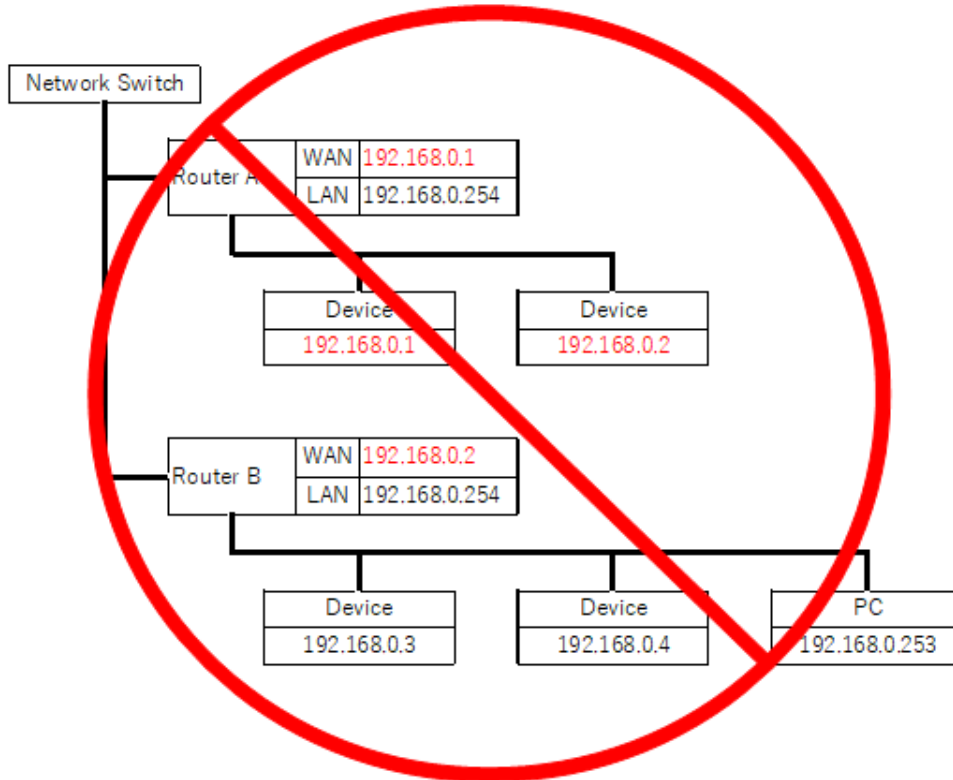 Network Switch
Router A
WAN 192.168.0.1
LAN 192.168.0.254
Device
192.168.0.1
Device
192.168.0.2
Router B
WAN 192.168.0.2
LAN 192.168.0.254
Device
192.168.0.3
Device
192.168.0.4
PC
192.168.0.253